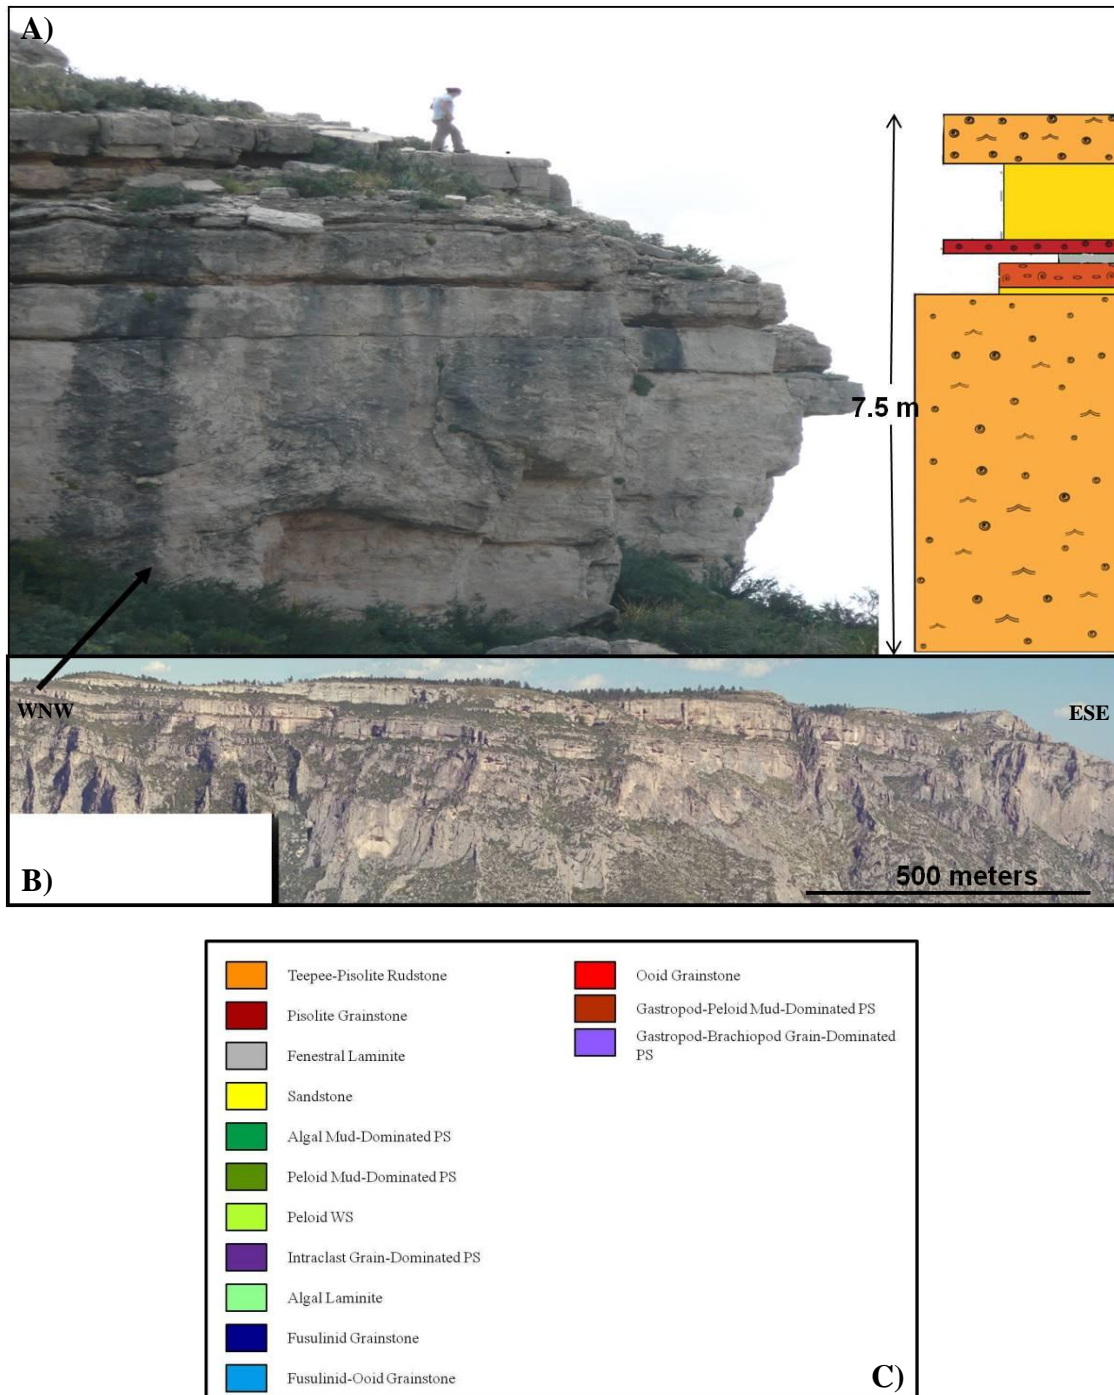 A)
7.5 m
WNW
ESE
B)
500 meters
Teepee-Pisolite Rudstone
Pisolite Grainstone
Fenestral Laminite
Sandstone
Algal Mud-Dominated PS
Peloid Mud-Dominated PS
Peloid WS
Intraclast Grain-Dominated PS
Algal Laminite
Fusulinid Grainstone
Fusulinid-Ooid Grainstone
Ooid Grainstone
Gastropod-Peloid Mud-Dominated PS
Gastropod-Brachiopod Grain-Dominated
PS
C)